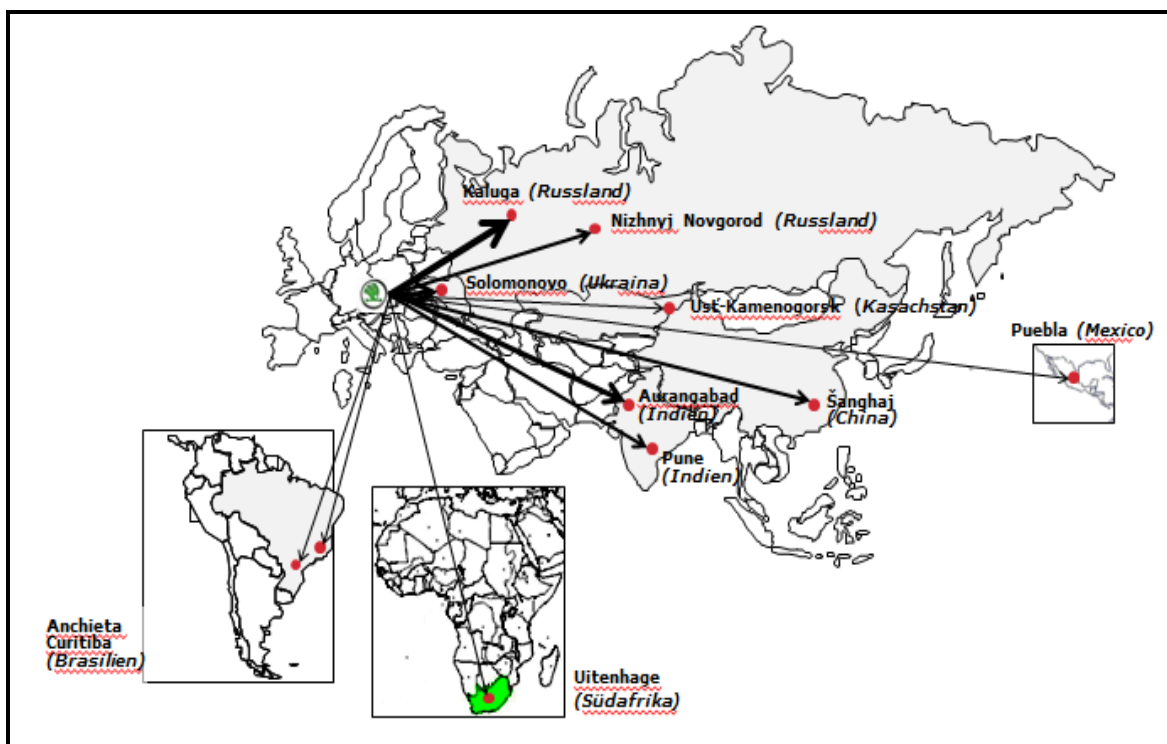 Kaluga (Russland)
Nizhnyj Novgorod (Russland)
Solomonovo (Ukraina)
Usť-Kamenogorsk (Kasachstan)
Puebla (Mexico)
Aurangabad
(Indien)
Šanghaj
(China)
Pune
(Indien)
Anchieta
Curitiba
(Brasilien)
Uitenhage
(Südafrika)